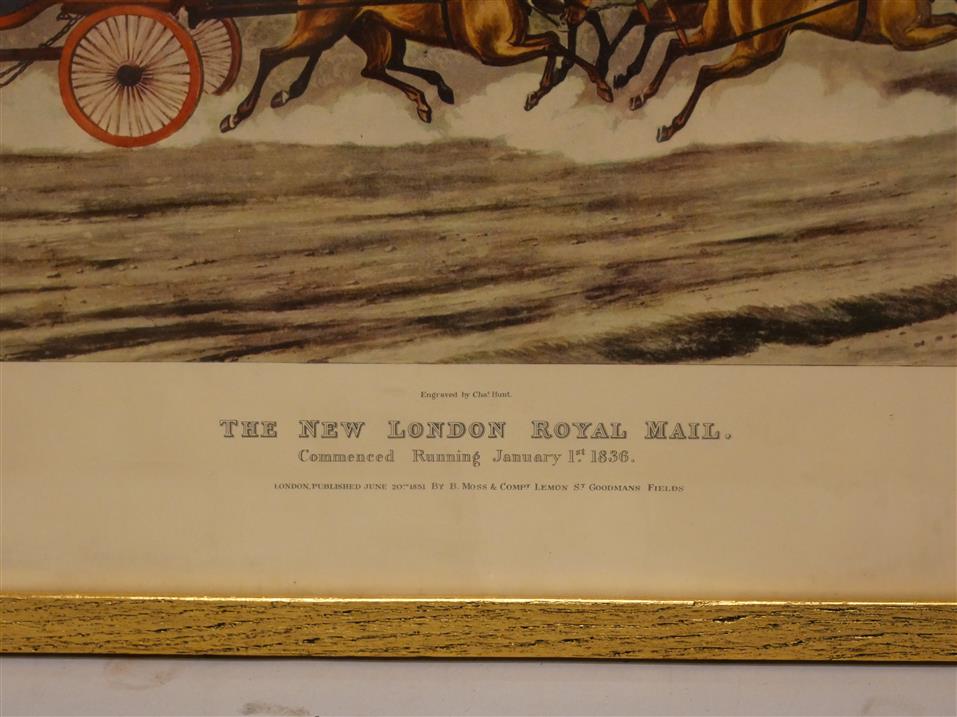 Engraved by Chas. Hunt.
THE NEW LONDON ROYAL MAIL.
Commenced Running January 1st. 1836.
LONDON, PUBLISHED JUNE 20TH 1851 BY B. MOSS & COMPY LEMON ST GOODMANS FIELDS